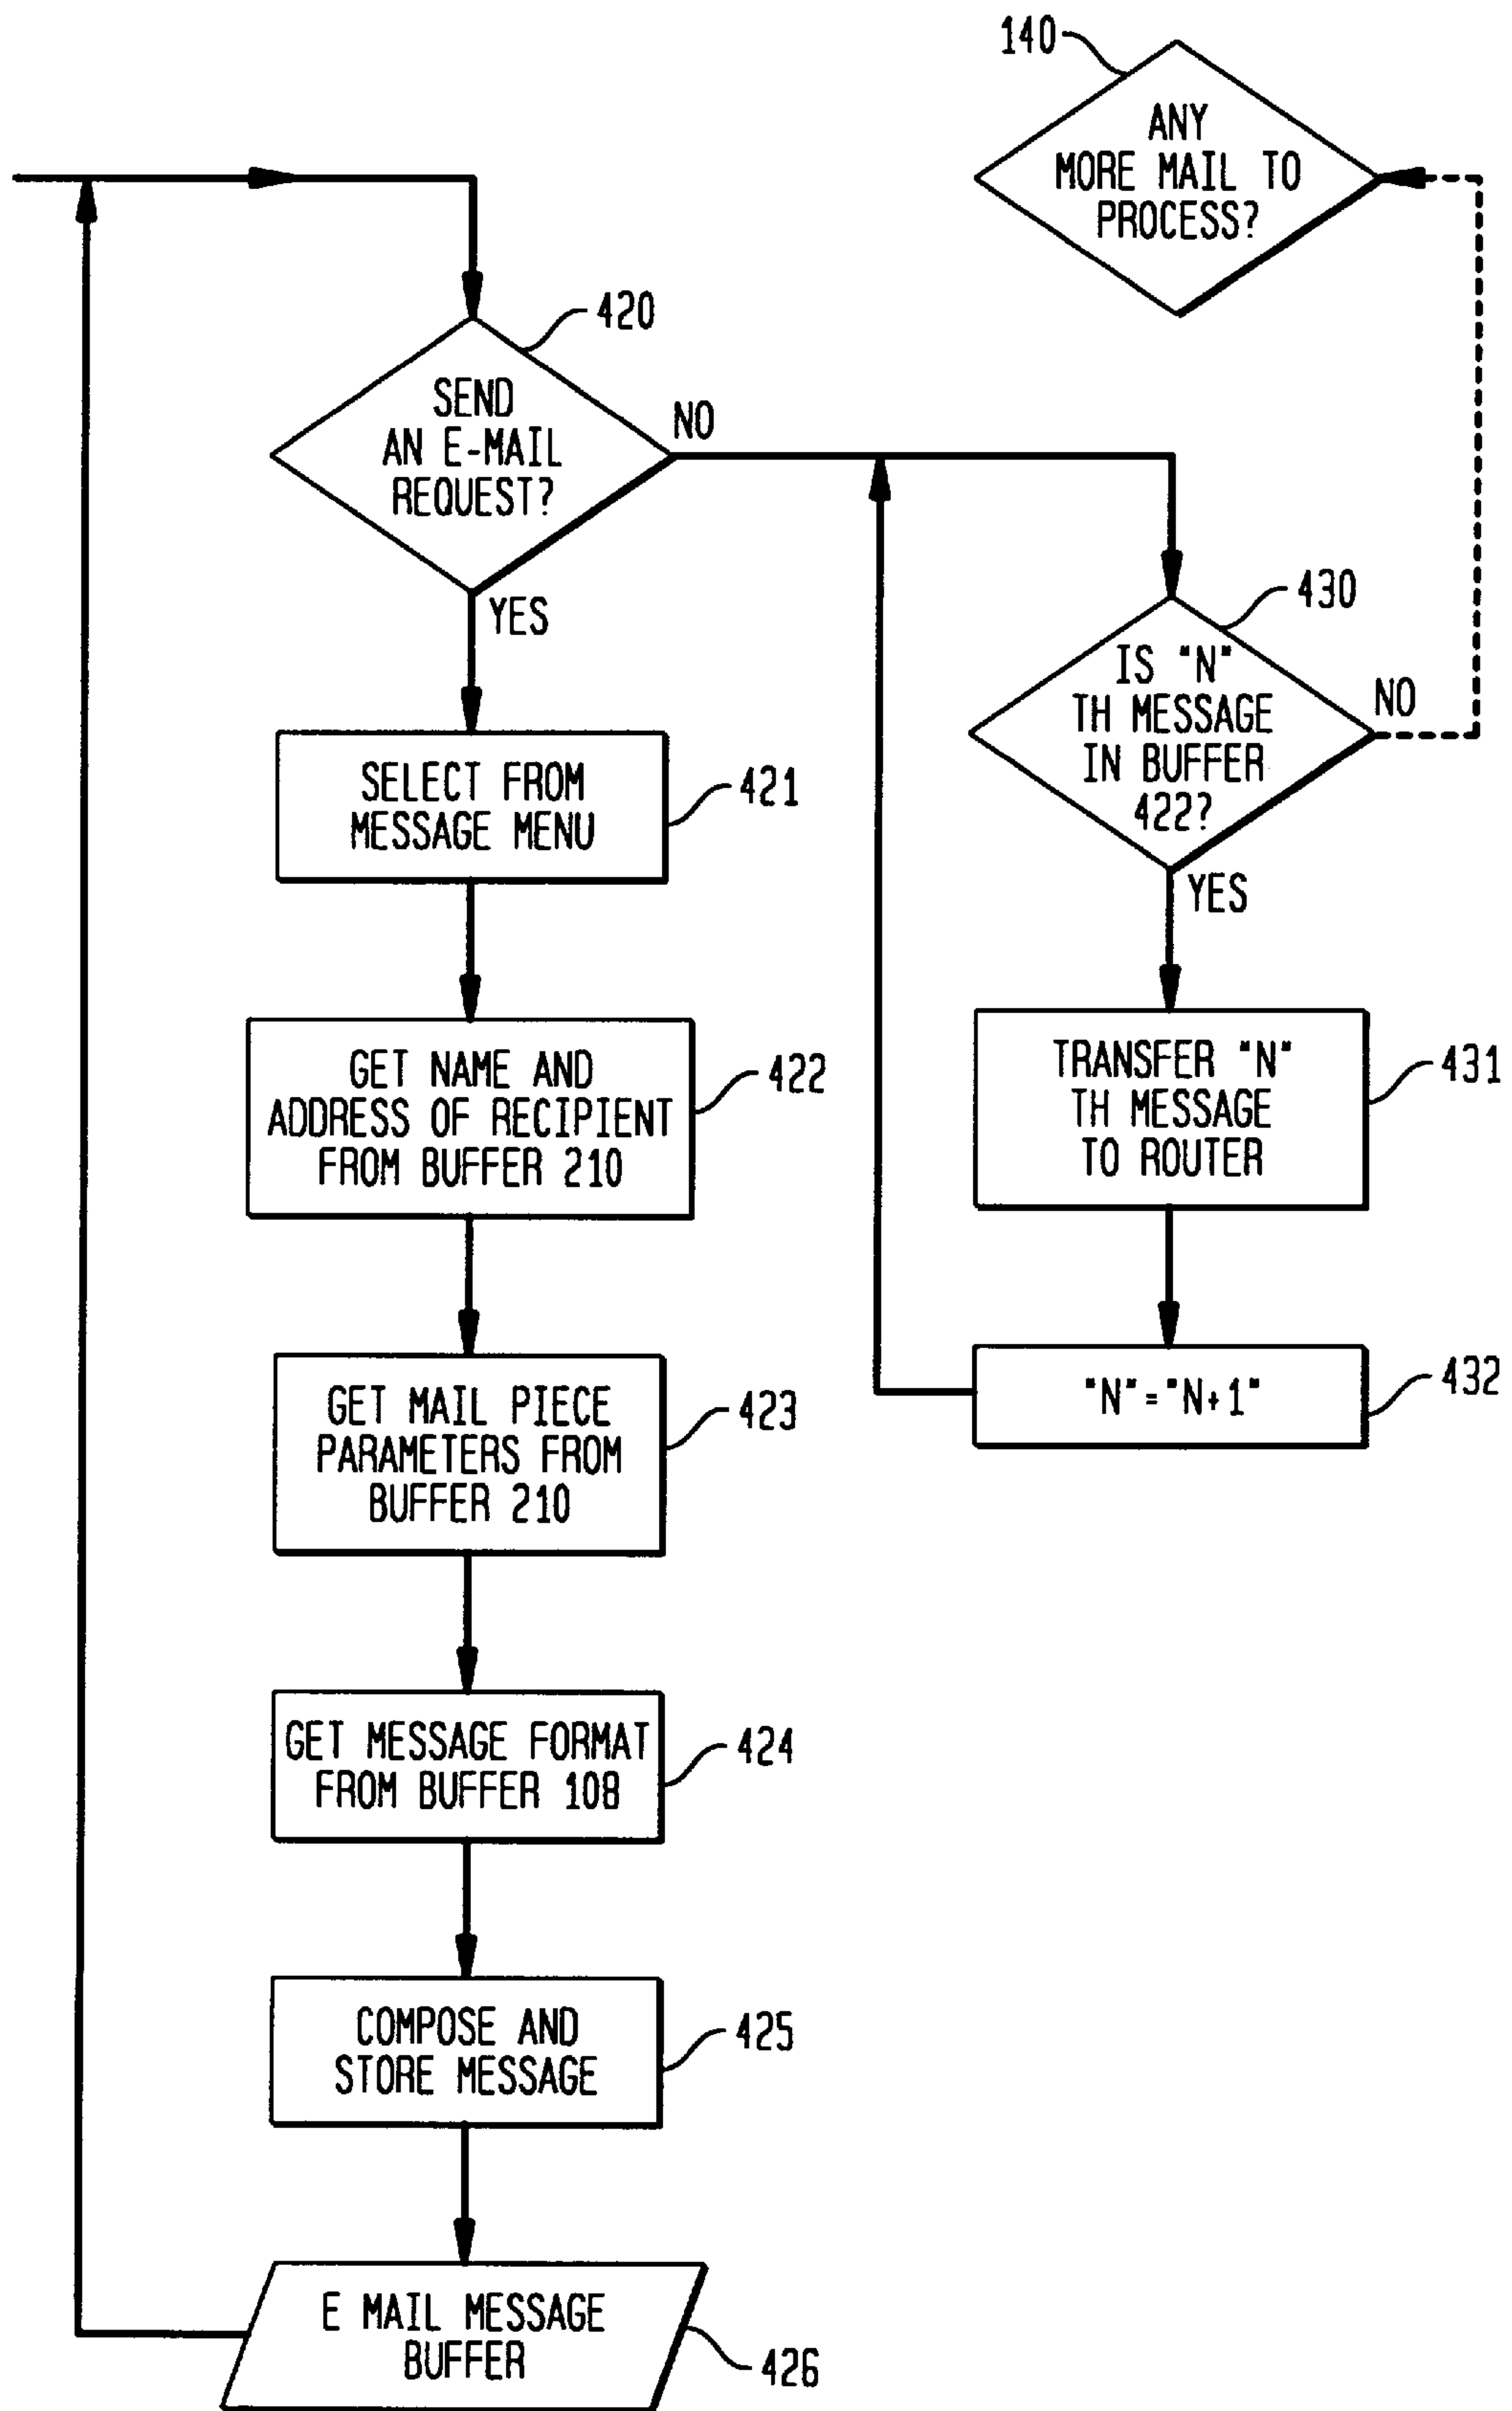 140
ANY
MORE MAIL TO
PROCESS?
420
SEND
AN E-MAIL
REQUEST?
NO
YES
430
IS "N"
TH MESSAGE
IN BUFFER
422?
NO
YES
SELECT FROM
MESSAGE MENU
421
GET NAME AND
ADDRESS OF RECIPIENT
FROM BUFFER 210
422
TRANSFER "N"
TH MESSAGE
TO ROUTER
431
GET MAIL PIECE
PARAMETERS FROM
BUFFER 210
423
"N"="N+1"
432
GET MESSAGE FORMAT
FROM BUFFER 108
424
COMPOSE AND
STORE MESSAGE
425
E MAIL MESSAGE
BUFFER
426